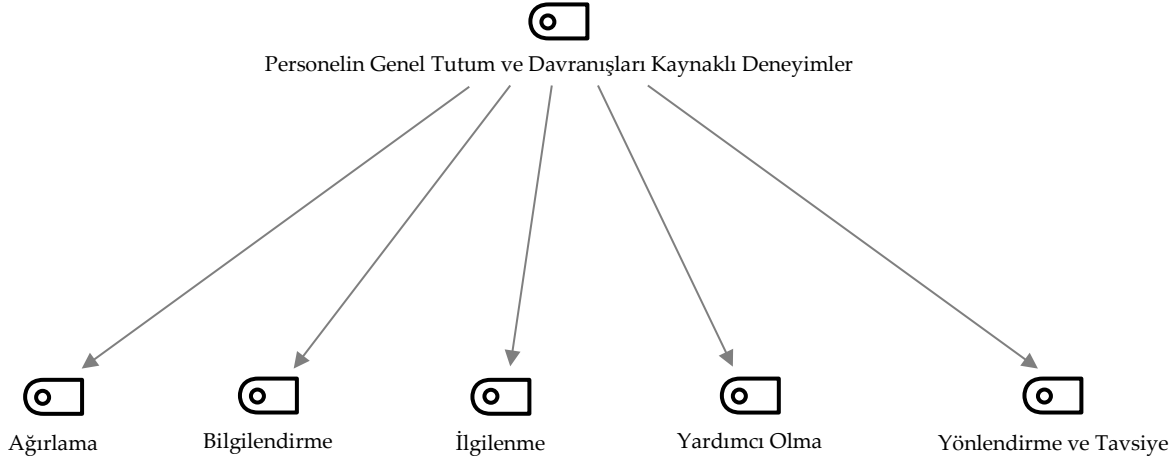 Personelin Genel Tutum ve Davranışları Kaynaklı Deneyimler
Ağırlama
Bilgilendirme
İlgilenme
Yardımcı Olma
Yönlendirme ve Tavsiye